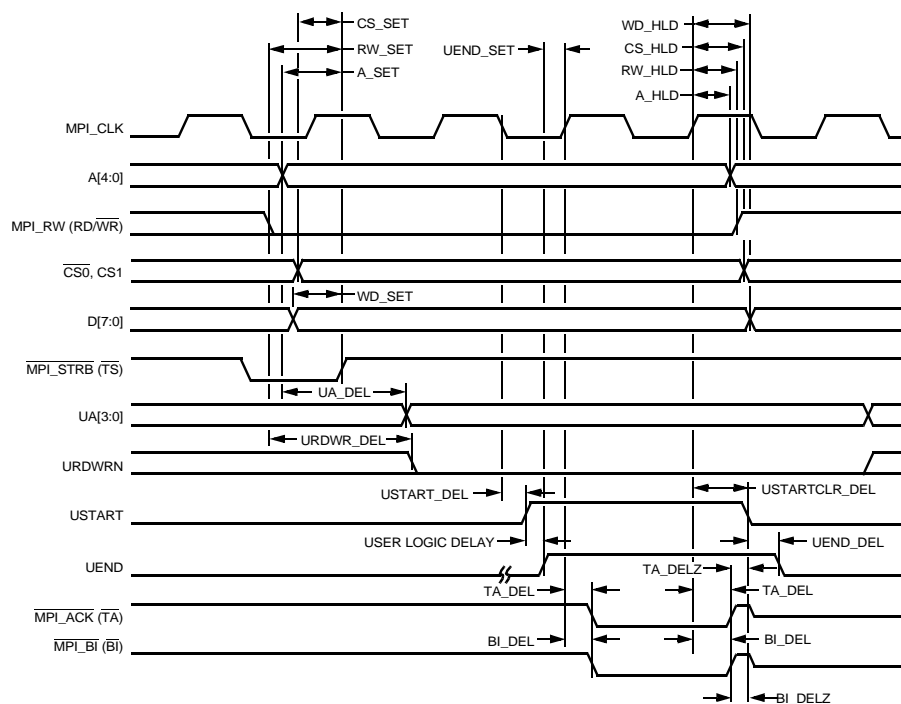 CS_SET
WD_HLD
RW_SET
UEND_SET
CS_HLD
A_SET
RW_HLD
A_HLD
MPI_CLK
A[4:0]
MPI_RW (RD/WR)
CS0, CS1
WD_SET
D[7:0]
MPI_STRB (TS)
UA_DEL
UA[3:0]
URDWR_DEL
URDWRN
USTART_DEL
USTARTCLR_DEL
USTART
USER LOGIC DELAY
UEND_DEL
UEND
TA_DELZ
TA_DEL
TA_DEL
MPI_ACK (TA)
BI_DEL
BI_DEL
MPI_BI (BI)
BI_DELZ